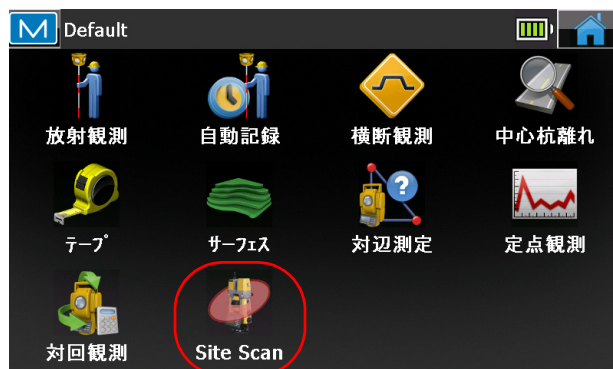 Default
放射観測 自動記録 横断観測 中心杭離れ
ﾃｰﾌﾟ ｻｰﾌｪｽ 対辺測定 定点観測
対回観測 Site Scan